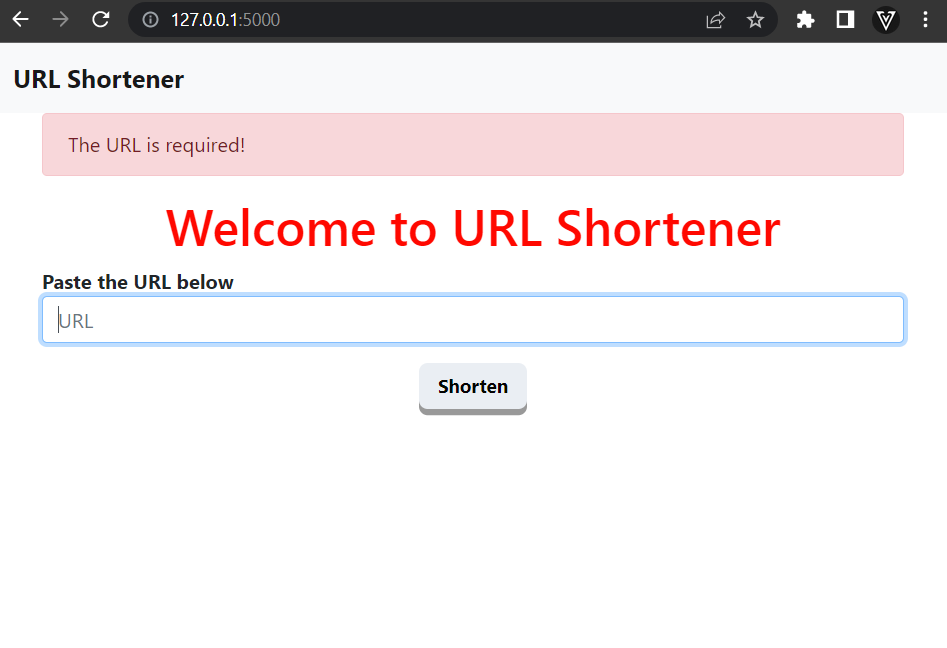 127.0.0.1:5000
URL Shortener
The URL is required!
Welcome to URL Shortener
Paste the URL below
URL
Shorten